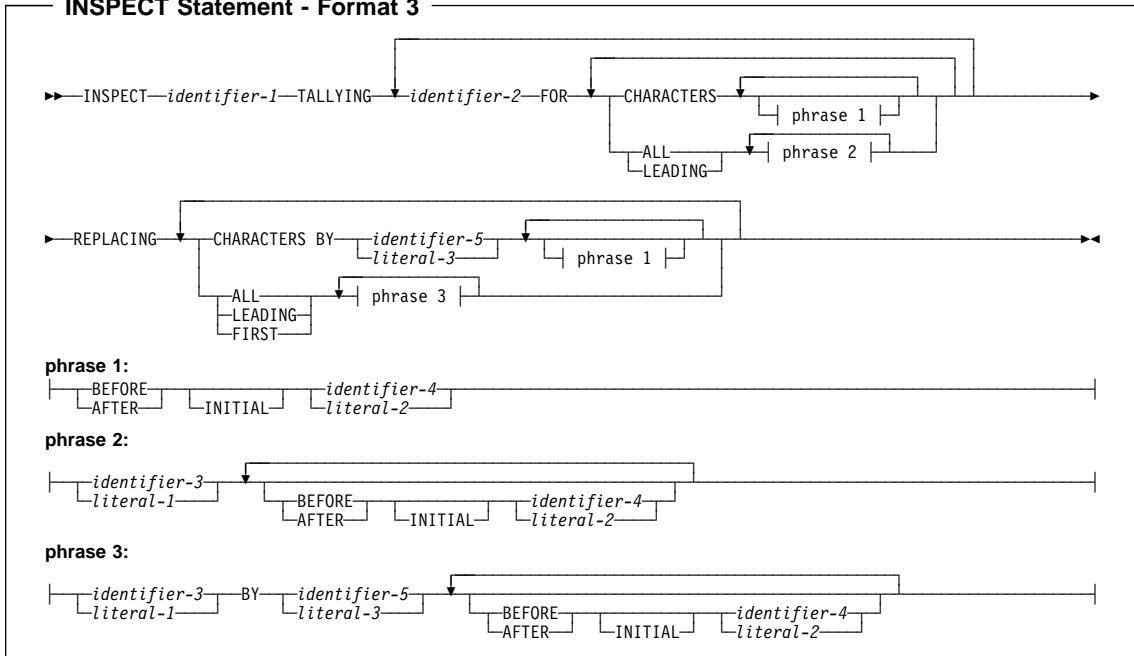 INSPECT Statement - Format 3
INSPECT identifier-1 TALLYING identifier-2 FOR CHARACTERS
phrase 1
ALL phrase 2
LEADING
REPLACING CHARACTERS BY identifier-5
literal-3 phrase 1
ALL phrase 3
LEADING
FIRST
phrase 1:
BEFORE identifier-4
AFTER INITIAL literal-2
phrase 2:
identifier-3
literal-1 BEFORE identifier-4
AFTER INITIAL literal-2
phrase 3:
identifier-3 BY identifier-5
literal-1 literal-3 BEFORE identifier-4
AFTER INITIAL literal-2